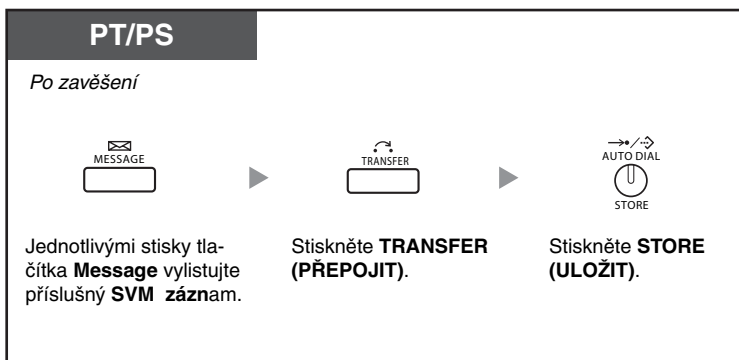 PT/PS
Po zavěšení
MESSAGE
TRANSFER
AUTO DIAL
STORE
Jednotlivými stisky tla-
čítka Message vylistujte
příslušný SVM záznam.
Stiskněte TRANSFER
(PŘEPOJIT).
Stiskněte STORE
(ULOŽIT).